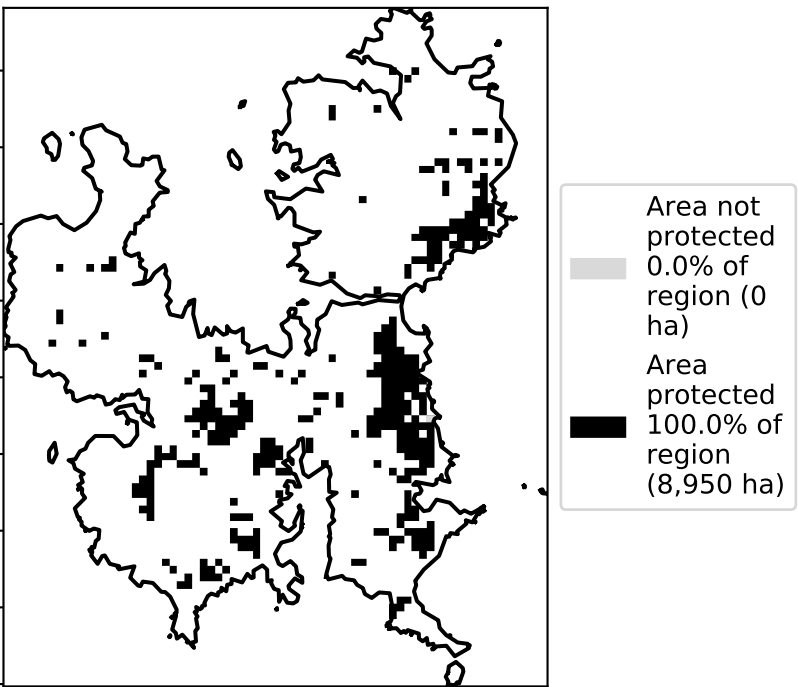 Area not
protected
0.0% of
region (0
ha)
Area
protected
100.0% of
region
(8,950 ha)